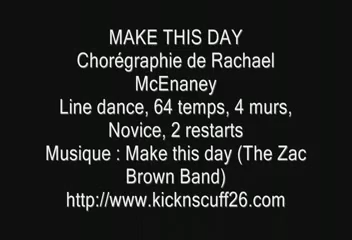 MAKE THIS DAY
Chorégraphie de Rachael
McEnaney
Line dance, 64 temps, 4 murs,
Novice, 2 restarts
Musique : Make this day (The Zac
Brown Band)
http://www.kicknscuff26.com